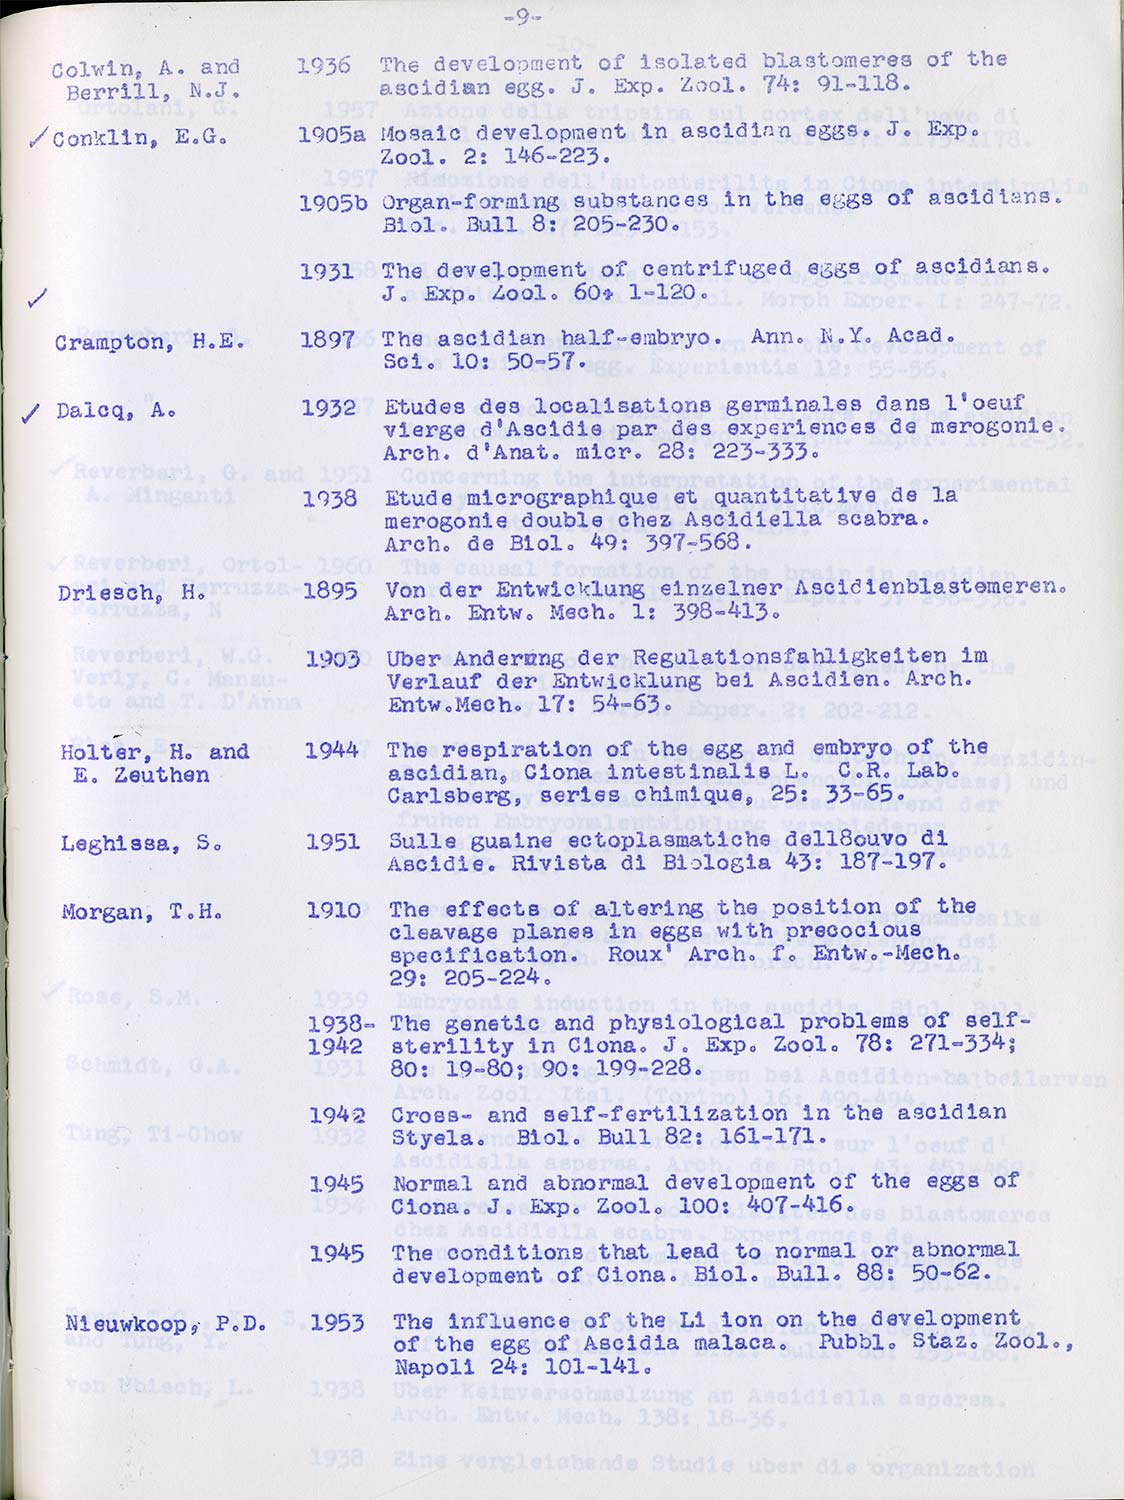 -9-
Colwin, A. and 1936 The development of isolated blastomeres of the
Berrill, N.J. ascidian egg. J. Exp. Zool. 74: 91-118.
✓ Conklin, E.G. 1905a Mosaic development in ascidian eggs. J. Exp.
Zool. 2: 146-223.
1905b Organ-forming substances in the eggs of ascidians.
Biol. Bull 8: 205-230.
1931 The development of centrifuged eggs of ascidians.
✓ J. Exp. Zool. 60: 1-120.
Crampton, H.E. 1897 The ascidian half-embryo. Ann. N.Y. Acad.
Sci. 10: 50-57.
✓ Dalcq, A. 1932 Etudes des localisations germinales dans l'oeuf
vierge d'Ascidie par des experiences de merogonie.
Arch. d'Anat. micr. 28: 223-333.
1938 Etude micrographique et quantitative de la
merogonie double chez Ascidiella scabra.
Arch. de Biol. 49: 397-568.
Driesch, H. 1895 Von der Entwicklung einzelner Ascidienblastomeren.
Arch. Entw. Mech. 1: 398-413.
1903 Uber Anderung der Regulationsfahligkeiten im
Verlauf der Entwicklung bei Ascidien. Arch.
Entw.Mech. 17: 54-63.
Holter, H. and 1944 The respiration of the egg and embryo of the
E. Zeuthen ascidian, Ciona intestinalis L. C.R. Lab.
Carlsberg, series chimique, 25: 33-65.
Leghissa, S. 1951 Sulle guaine ectoplasmatiche dell8ouvo di
Ascidie. Rivista di Biologia 43: 187-197.
Morgan, T.H. 1910 The effects of altering the position of the
cleavage planes in eggs with precocious
specification. Roux' Arch. f. Entw.-Mech.
29: 205-224.
1938- The genetic and physiological problems of self-
1942 sterility in Ciona. J. Exp. Zool. 78: 271-334;
80: 19-80; 90: 199-228.
1942 Cross- and self-fertilization in the ascidian
Styela. Biol. Bull 82: 161-171.
1945 Normal and abnormal development of the eggs of
Ciona. J. Exp. Zool. 100: 407-416.
1945 The conditions that lead to normal or abnormal
development of Ciona. Biol. Bull. 88: 50-62.
Nieuwkoop, P.D. 1953 The influence of the Li ion on the development
of the egg of Ascidia malaca. Pubbl. Staz. Zool.,
Napoli 24: 101-141.